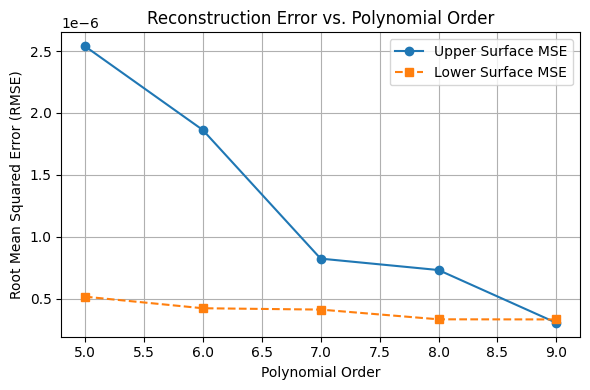 Reconstruction Error vs. Polynomial Order
1e−6
Upper Surface MSE
Lower Surface MSE
Root Mean Squared Error (RMSE)
2.5
2.0
1.5
1.0
0.5
5.0 5.5 6.0 6.5 7.0 7.5 8.0 8.5 9.0
Polynomial Order